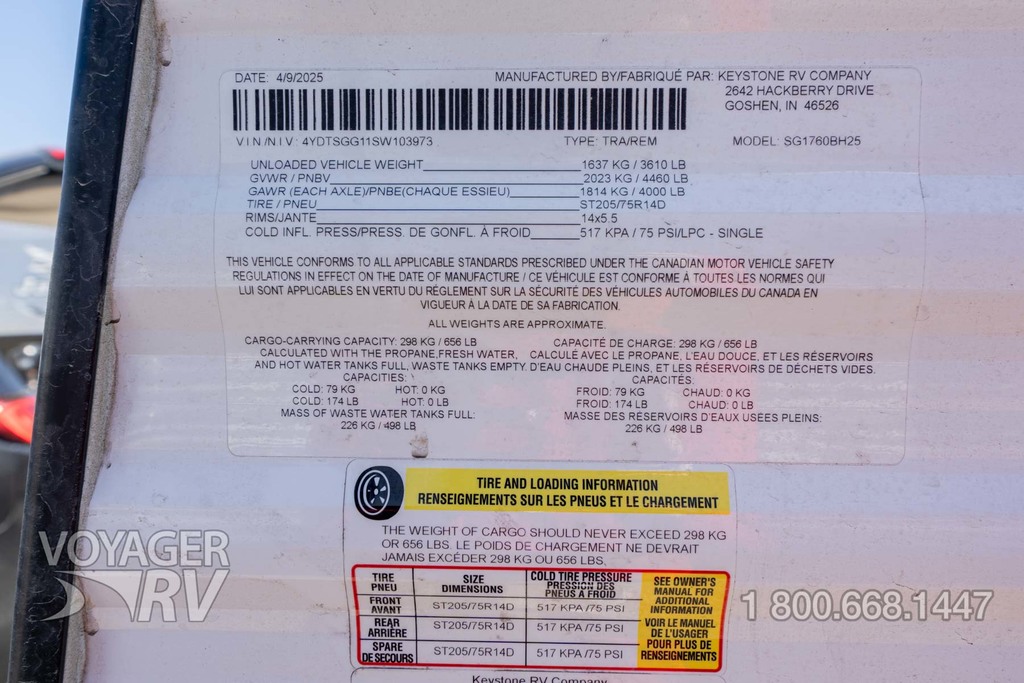 DATE: 4/9/2025
MANUFACTURED BY/FABRIQUÉ PAR: KEYSTONE RV COMPANY
2642 HACKBERRY DRIVE
GOSHEN, IN 46526
VIN/NIV: 4YDTSGG11SW103973 TYPE: TRA/REM MODEL: SG1760BH25
UNLOADED VEHICLE WEIGHT 1637 KG / 3610 LB
GVWR / PNBV 2023 KG / 4460 LB
GAWR (EACH AXLE)/PNBE(CHAQUE ESSIEU) 1814 KG / 4000 LB
TIRE / PNEU ST205/75R14D
RIMS/JANTE 14x5.5
COLD INFL. PRESS/PRESS. DE GONFL. À FROID 517 KPA / 75 PSI/LPC - SINGLE
THIS VEHICLE CONFORMS TO ALL APPLICABLE STANDARDS PRESCRIBED UNDER THE CANADIAN MOTOR VEHICLE SAFETY
REGULATIONS IN EFFECT ON THE DATE OF MANUFACTURE / CE VÉHICULE EST CONFORME À TOUTES LES NORMES QUI
LUI SONT APPLICABLES EN VERTU DU RÉGLEMENT SUR LA SÉCURITÉ DES VÉHICULES AUTOMOBILES DU CANADA EN
VIGUEUR À LA DATE DE SA FABRICATION.
ALL WEIGHTS ARE APPROXIMATE.
CARGO-CARRYING CAPACITY: 298 KG / 656 LB
CALCULATED WITH THE PROPANE, FRESH WATER,
AND HOT WATER TANKS FULL, WASTE TANKS EMPTY.
CAPACITIES:
COLD: 79 KG HOT: 0 KG
COLD: 174 LB HOT: 0 LB
MASS OF WASTE WATER TANKS FULL:
226 KG / 498 LB
CAPACITÉ DE CHARGE: 298 KG / 656 LB
CALCULÉ AVEC LE PROPANE, L'EAU DOUCE, ET LES RÉSERVOIRS
D'EAU CHAUDE PLEINS, ET LES RÉSERVOIRS DE DÉCHETS VIDES.
CAPACITÉS:
FROID: 79 KG CHAUD: 0 KG
FROID: 174 LB CHAUD: 0 LB
MASSE DES RÉSERVOIRS D'EAUX USÉES PLEINS:
226 KG / 498 LB
TIRE AND LOADING INFORMATION
RENSEIGNEMENTS SUR LES PNEUS ET LE CHARGEMENT
THE WEIGHT OF CARGO SHOULD NEVER EXCEED 298 KG
OR 656 LBS. LE POIDS DE CHARGEMENT NE DEVRAIT
JAMAIS EXCÉDER 298 KG OU 656 LBS.
TIRE
PNEU
SIZE
DIMENSIONS
COLD TIRE PRESSURE
PRESSION DES
PNEUS A FROID
FRONT
AVANT
ST205/75R14D 517 KPA /75 PSI
REAR
ARRIÈRE
ST205/75R14D 517 KPA /75 PSI
SPARE
DE SECOURS
ST205/75R14D 517 KPA /75 PSI
SEE OWNER'S
MANUAL FOR
ADDITIONAL
INFORMATION
VOIR LE MANUEL
DE L'USAGER
POUR PLUS DE
RENSEIGNEMENTS
Keystone RV Company
VOYAGER
RV
1 800.668.1447